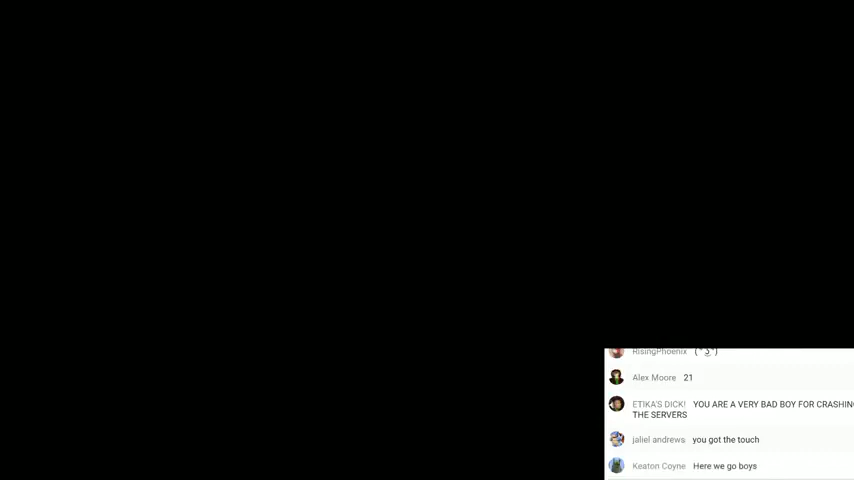 RisingPhoenix ( ͡° ͜ʖ ͡°)
Alex Moore 21
ETIKA'S DICK! YOU ARE A VERY BAD BOY FOR CRASHING
THE SERVERS
jaliel andrews you got the touch
Keaton Coyne Here we go boys